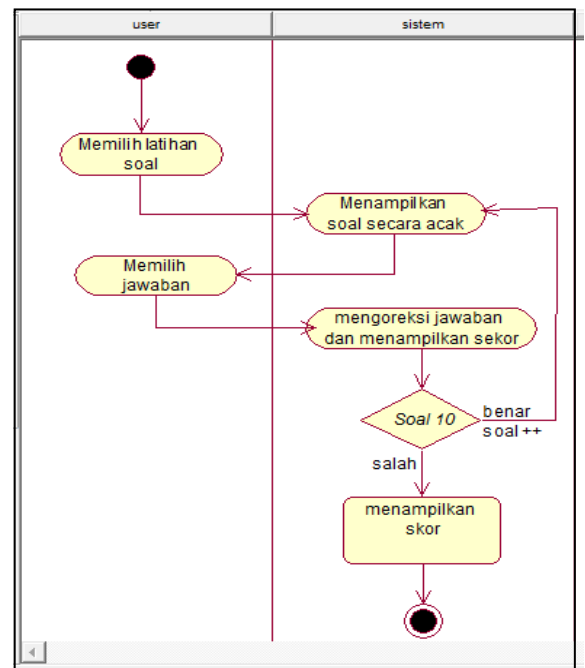 user
sistem
Memilih latihan
soal
Menampilkan
soal secara acak
Memilih
jawaban
mengoreksi jawaban
dan menampilkan sekor
Soal 10
benar
soal ++
salah
menampilkan
skor